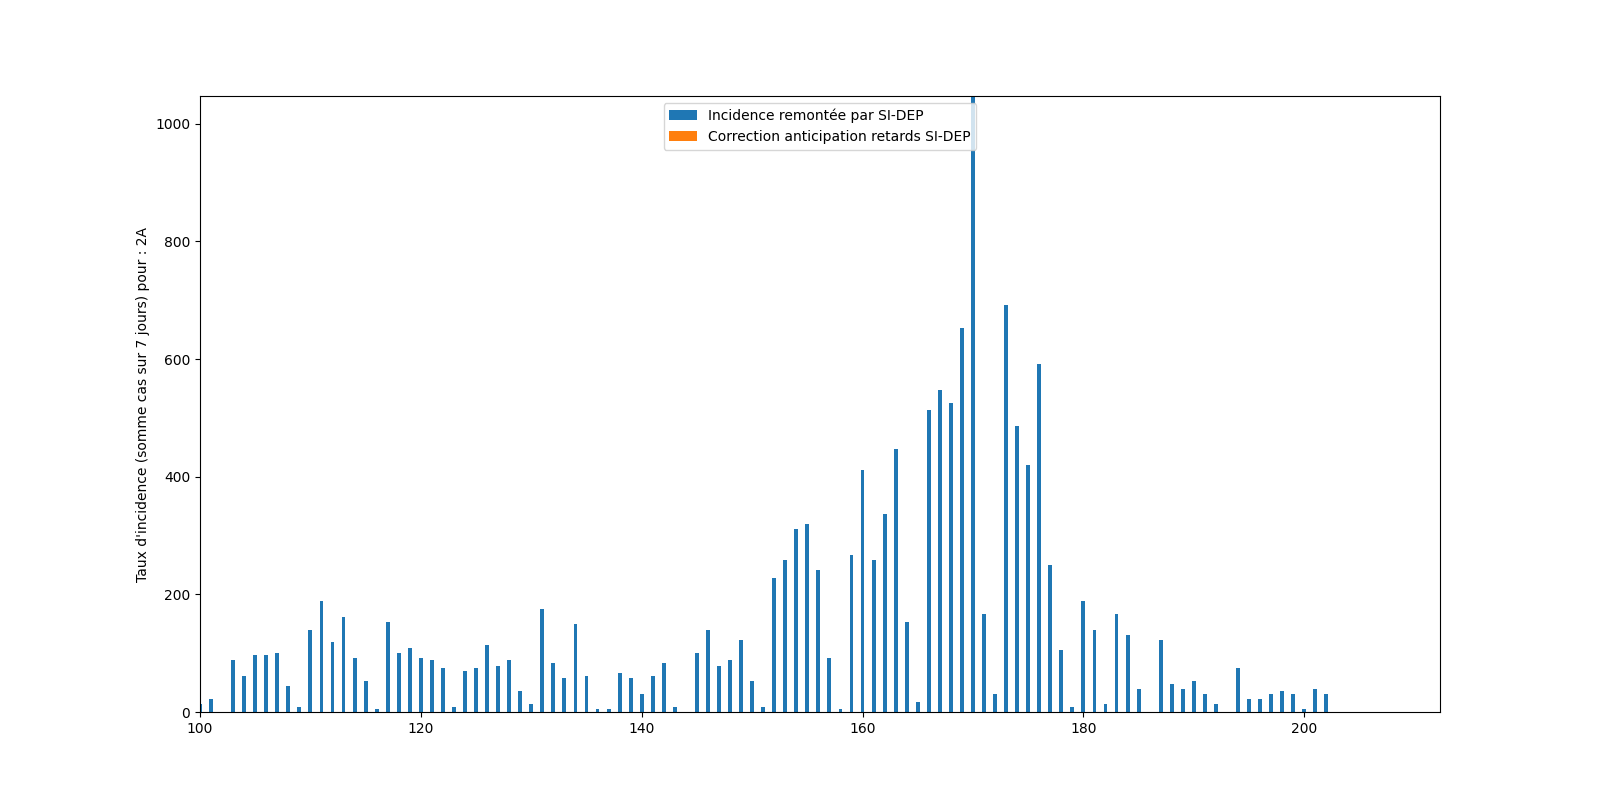 Incidence remontée par SI-DEP
Correction anticipation retards SI-DEP
Taux d'incidence (somme cas sur 7 jours) pour : 2A
1000
800
600
400
200
0
100 120 140 160 180 200